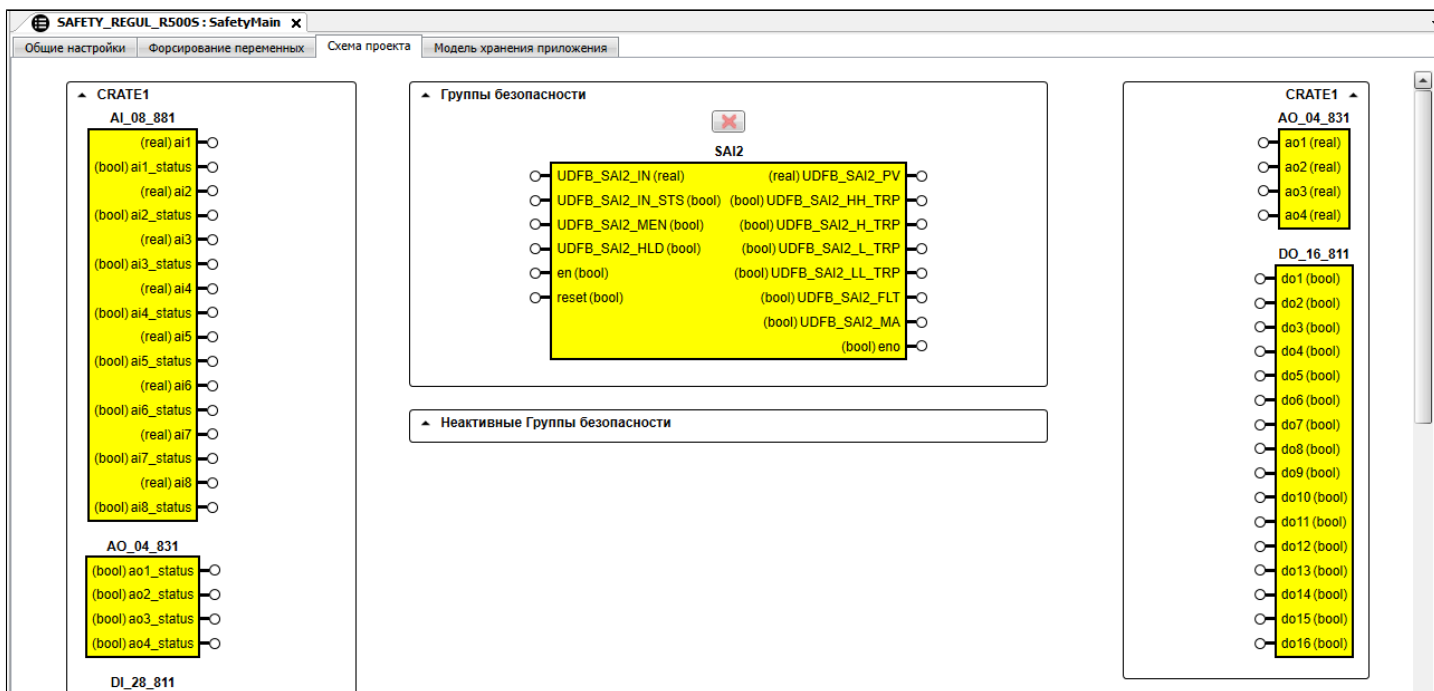 SAFETY_REGUL_R500S : SafetyMain X
Общие настройки Форсирование переменных Схема проекта Модель хранения приложения
CRATE1
AI_08_881
(real) ai1
(bool) ai1_status
(real) ai2
(bool) ai2_status
(real) ai3
(bool) ai3_status
(real) ai4
(bool) ai4_status
(real) ai5
(bool) ai5_status
(real) ai6
(bool) ai6_status
(real) ai7
(bool) ai7_status
(real) ai8
(bool) ai8_status
AO_04_831
(bool) ao1_status
(bool) ao2_status
(bool) ao3_status
(bool) ao4_status
DI_28_811
Группы безопасности
SAI2
UDFB_SAI2_IN (real) (real) UDFB_SAI2_PV
UDFB_SAI2_IN_STS (bool) (bool) UDFB_SAI2_HH_TRP
UDFB_SAI2_MEN (bool) (bool) UDFB_SAI2_H_TRP
UDFB_SAI2_HLD (bool) (bool) UDFB_SAI2_L_TRP
en (bool) (bool) UDFB_SAI2_LL_TRP
reset (bool) (bool) UDFB_SAI2_FLT
(bool) UDFB_SAI2_MA
(bool) eno
Неактивные Группы безопасности
CRATE1
AO_04_831
ao1 (real)
ao2 (real)
ao3 (real)
ao4 (real)
DO_16_811
do1 (bool)
do2 (bool)
do3 (bool)
do4 (bool)
do5 (bool)
do6 (bool)
do7 (bool)
do8 (bool)
do9 (bool)
do10 (bool)
do11 (bool)
do12 (bool)
do13 (bool)
do14 (bool)
do15 (bool)
do16 (bool)